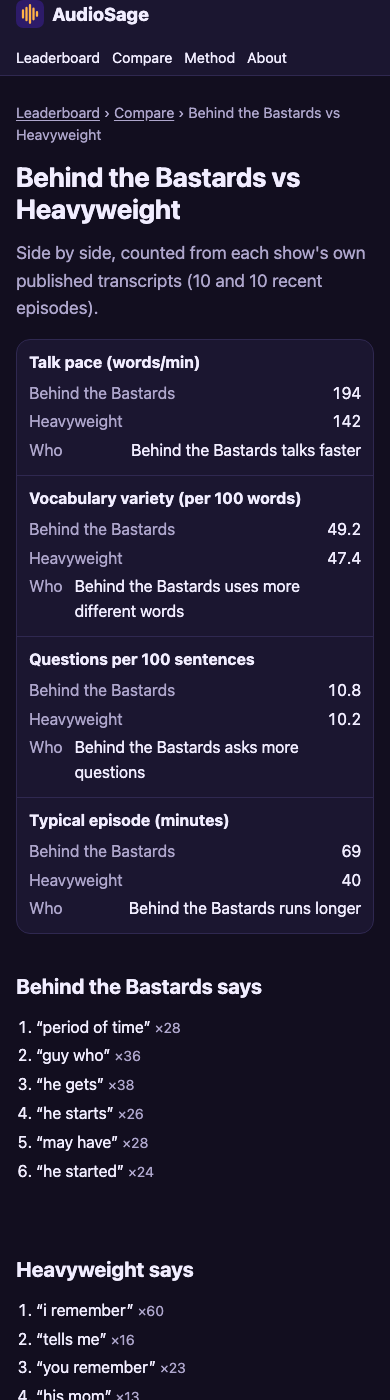 AudioSage
Leaderboard Compare Method About
Leaderboard › Compare › Behind the Bastards vs
Heavyweight
Behind the Bastards vs
Heavyweight
Side by side, counted from each show's own
published transcripts (10 and 10 recent
episodes).
Talk pace (words/min)
Behind the Bastards 194
Heavyweight 142
Who Behind the Bastards talks faster
Vocabulary variety (per 100 words)
Behind the Bastards 49.2
Heavyweight 47.4
Who Behind the Bastards uses more
different words
Questions per 100 sentences
Behind the Bastards 10.8
Heavyweight 10.2
Who Behind the Bastards asks more
questions
Typical episode (minutes)
Behind the Bastards 69
Heavyweight 40
Who Behind the Bastards runs longer
Behind the Bastards says
1. “period of time” ×28
2. “guy who” ×36
3. “he gets” ×38
4. “he starts” ×26
5. “may have” ×28
6. “he started” ×24
Heavyweight says
1. “i remember” ×60
2. “tells me” ×16
3. “you remember” ×23
4. “his mom” ×13